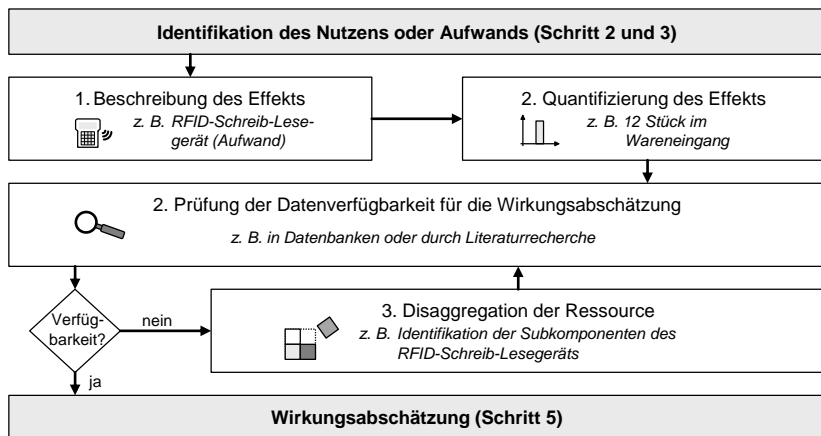 Identifikation des Nutzens oder Aufwands (Schritt 2 und 3)
1. Beschreibung des Effekts
z. B. RFID-Schreib-Lese-
gerät (Aufwand)
2. Quantifizierung des Effekts
z. B. 12 Stück im
Wareneingang
2. Prüfung der Datenverfügbarkeit für die Wirkungsabschätzung
z. B. in Datenbanken oder durch Literaturrecherche
Verfüg-
barkeit?
nein
3. Disaggregation der Ressource
z. B. Identifikation der Subkomponenten des
RFID-Schreib-Lesegeräts
ja
Wirkungsabschätzung (Schritt 5)